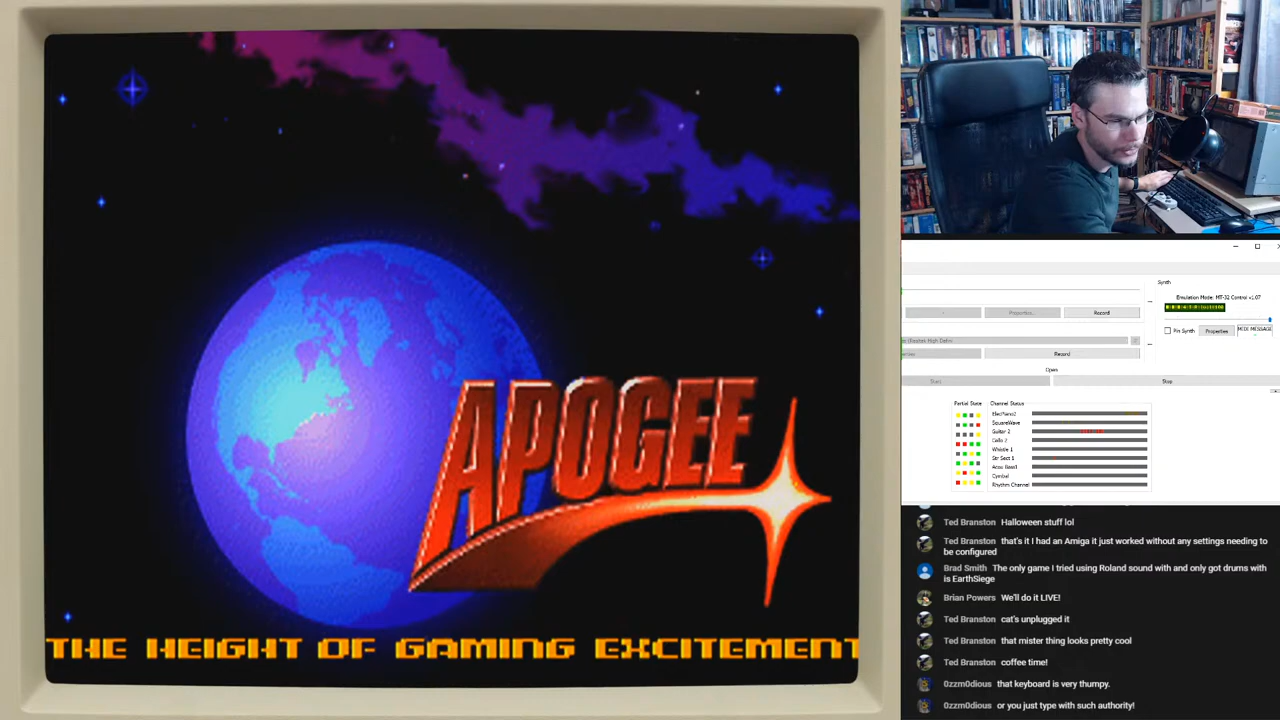 APOGEE
THE HEIGHT OF GAMING EXCITEMENT
Synth
Emulation Mode: MT-32 Control v1.07
Properties...
Record
Pin Synth
Properties
MIDI MESSAGE
Record
Open
Start
Stop
Partial State
Channel Status
ElecPiano2
SquareWave
Guitar 2
Cello 2
Whistle 1
Str Sect 1
Acou Bass1
Cymbal
Rhythm Channel
Ted Branston Halloween stuff lol
Ted Branston that's it I had an Amiga it just worked without any settings needing to
be configured
Brad Smith The only game I tried using Roland sound with and only got drums with
is EarthSiege
Brian Powers We'll do it LIVE!
Ted Branston cat's unplugged it
Ted Branston that mister thing looks pretty cool
Ted Branston coffee time!
0zzm0dious that keyboard is very thumpy.
0zzm0dious or you just type with such authority!